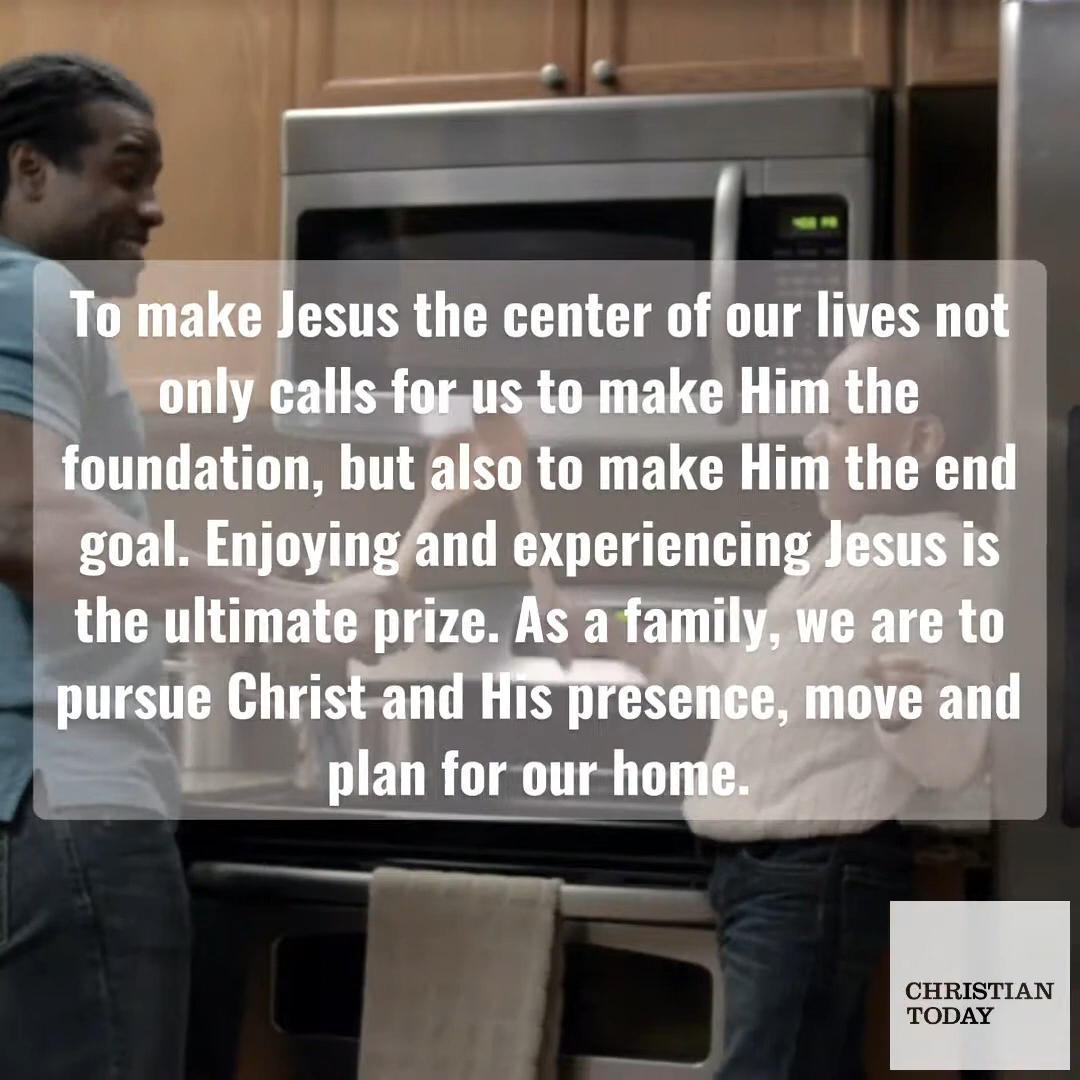 To make Jesus the center of our lives not
only calls for us to make Him the
foundation, but also to make Him the end
goal. Enjoying and experiencing Jesus is
the ultimate prize. As a family, we are to
pursue Christ and His presence, move and
plan for our home.
CHRISTIAN
TODAY